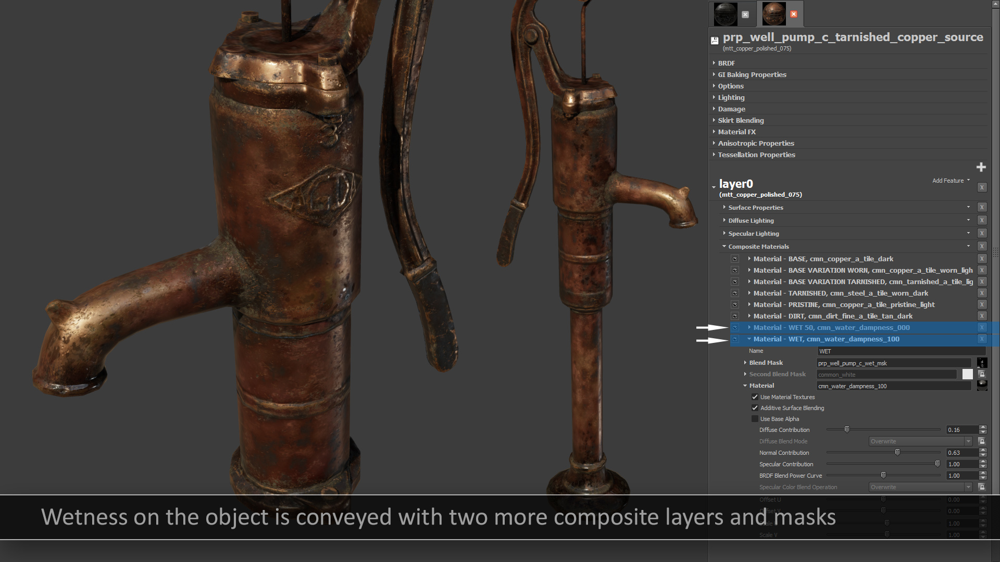 3
prp_well_pump_c_tarnished_copper_source
(mtt_copper_polished_075)
BRDF
GI Baking Properties
Options
Lighting
Damage
Skirt Blending
Material FX
Anisotropic Properties
Tessellation Properties
layer0
Add Feature
X
(mtt_copper_polished_075)
Surface Properties X
Diffuse Lighting X
Specular Lighting X
Composite Materials X
Material - BASE, cmn_copper_a_tile_dark X
Material - BASE VARIATION WORN, cmn_copper_a_tile_worn_ligh X
Material - BASE VARIATION TARNISHED, cmn_tarnished_a_tile_lig X
Material - TARNISHED, cmn_steel_a_tile_worn_dark X
Material - PRISTINE, cmn_copper_a_tile_pristine_light X
Material - DIRT, cmn_dirt_fine_a_tile_tan_dark X
Material - WET 50, cmn_water_dampness_000 X
Material - WET, cmn_water_dampness_100 X
Name WET
Blend Mask prp_well_pump_c_wet_msk
Second Blend Mask common_white
Material cmn_water_dampness_100
Use Material Textures
Additive Surface Blending
Use Base Alpha
Diffuse Contribution 0.16
Diffuse Blend Mode Overwrite
Normal Contribution 0.63
Specular Contribution 1.00
BRDF Blend Power Curve 1.00
Specular Color Blend Operation Overwrite
Offset U 0.00
Offset V 0.00
1.00
Scale V 1.00
Wetness on the object is conveyed with two more composite layers and masks